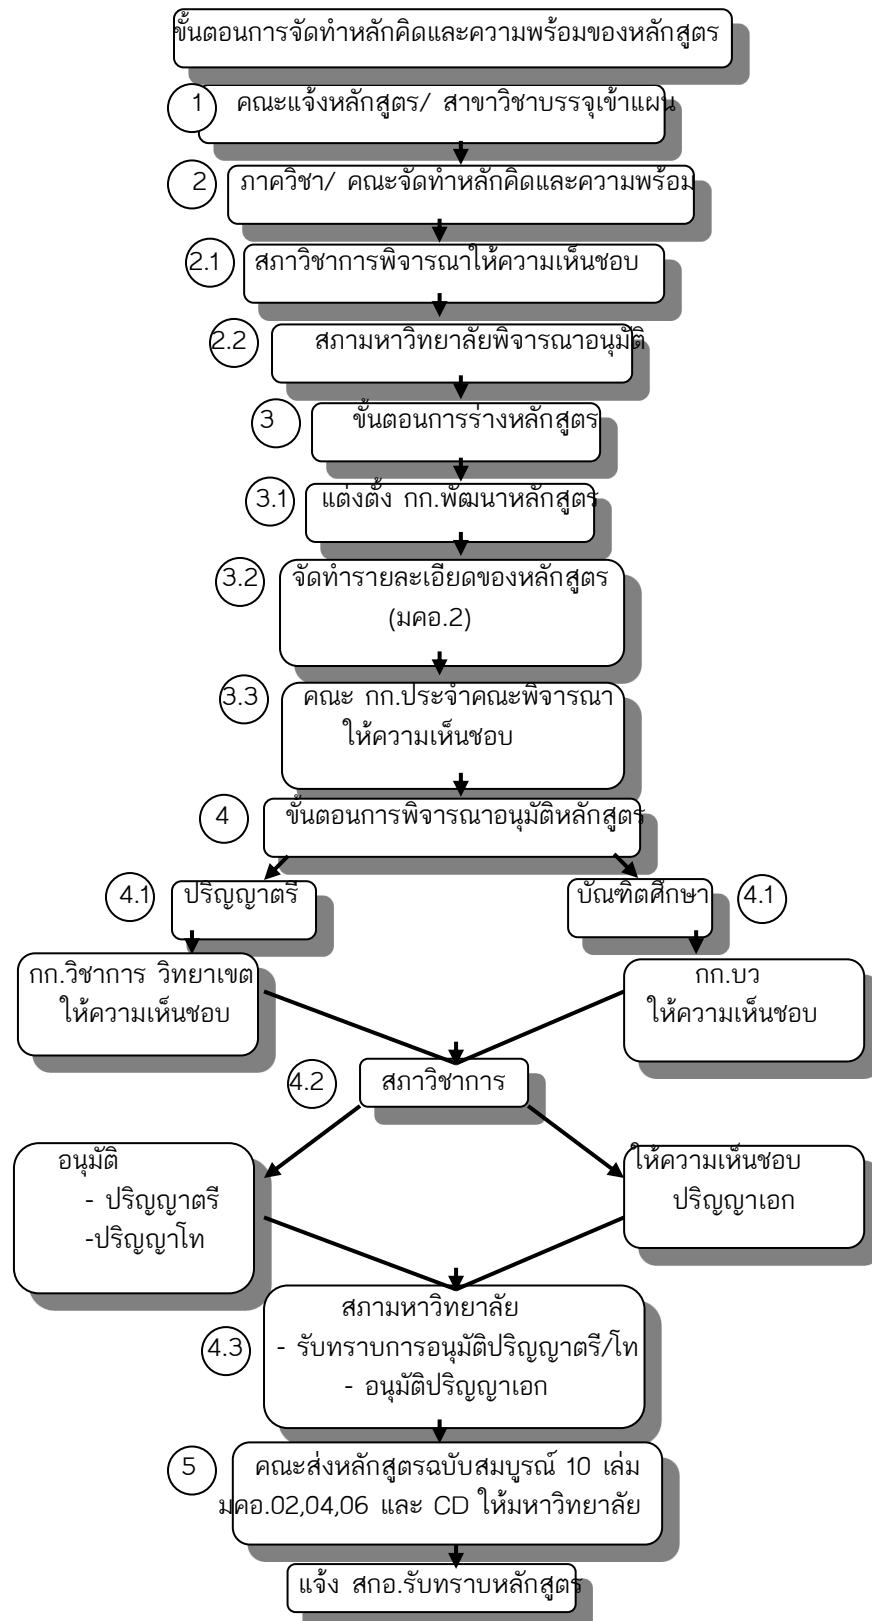 ขั้นตอนการจัดทำหลักคิดและความพร้อมของหลักสูตร
1 คณะแจ้งหลักสูตร/ สาขาวิชาบรรจุเข้าแผน
2 ภาควิชา/ คณะจัดทำหลักคิดและความพร้อม
2.1 สภาวิชาการพิจารณาให้ความเห็นชอบ
2.2 สภามหาวิทยาลัยพิจารณาอนุมัติ
3 ขั้นตอนการร่างหลักสูตร
3.1 แต่งตั้ง กก.พัฒนาหลักสูตร
3.2 จัดทำรายละเอียดของหลักสูตร
(มคอ.2)
3.3 คณะ กก.ประจำคณะพิจารณา
ให้ความเห็นชอบ
4 ขั้นตอนการพิจารณาอนุมัติหลักสูตร
4.1 ปริญญาตรี
บัณฑิตศึกษา 4.1
กก.วิชาการ วิทยาเขต
ให้ความเห็นชอบ
กก.บว
ให้ความเห็นชอบ
4.2 สภาวิชาการ
อนุมัติ
- ปริญญาตรี
-ปริญญาโท
ให้ความเห็นชอบ
ปริญญาเอก
สภามหาวิทยาลัย
4.3 - รับทราบการอนุมัติปริญญาตรี/โท
- อนุมัติปริญญาเอก
5 คณะส่งหลักสูตรฉบับสมบูรณ์ 10 เล่ม
มคอ.02,04,06 และ CD ให้มหาวิทยาลัย
แจ้ง สกอ.รับทราบหลักสูตร